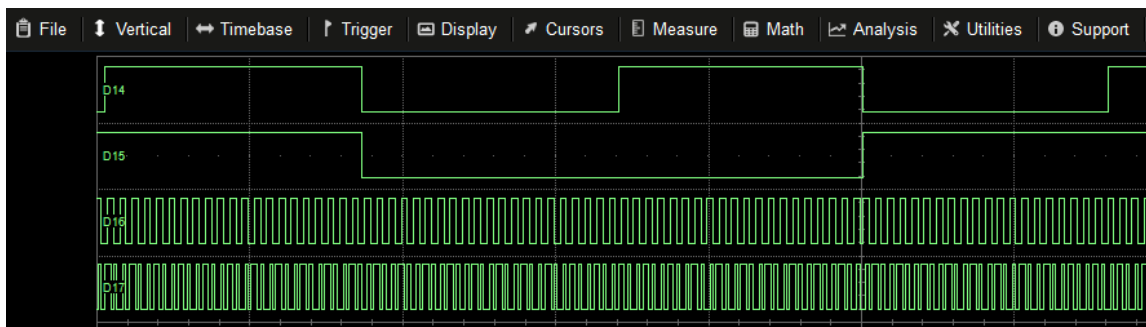 File Vertical Timebase Trigger Display Cursors Measure Math Analysis Utilities Support
D14
D15
D16
D17